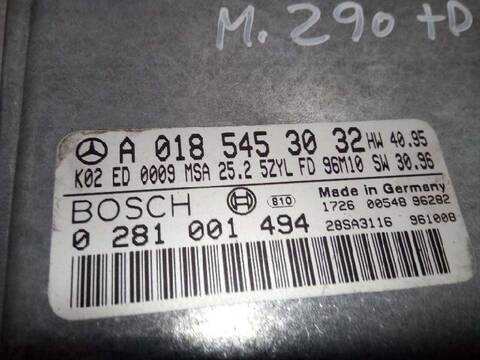 M. 290 TD
A 018 545 30 32 HW 40.95
K02 ED 0009 MSA 25.2 5ZYL FD 96M10 SW 30.96
BOSCH 810 Made in Germany
1726 00548 96282
0 281 001 494 28SA3116 961008